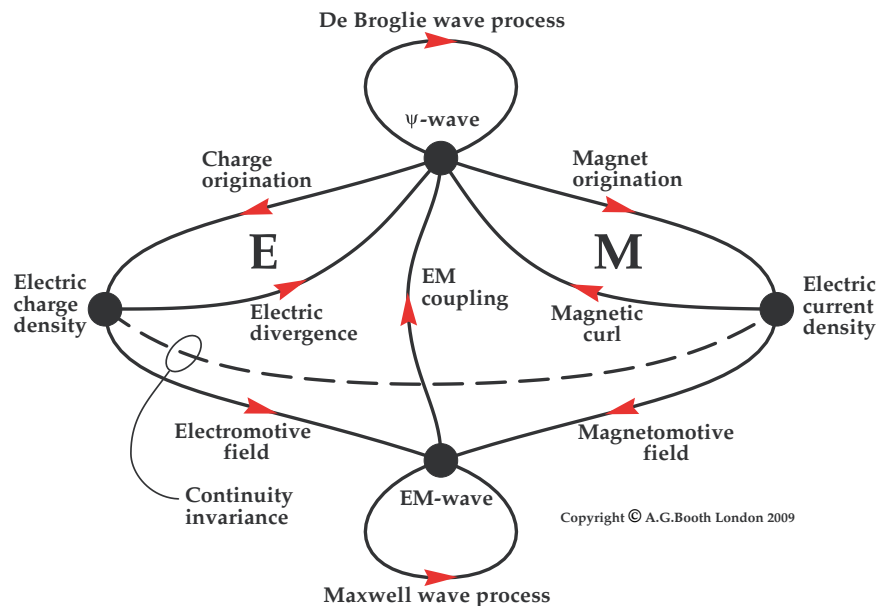 De Broglie wave process
ψ-wave
Charge
origination
Magnet
origination
E
M
Electric
charge
density
EM
coupling
Electric
current
density
Electric
divergence
Magnetic
curl
Electromotive
field
Magnetomotive
field
Continuity
invariance
EM-wave
Copyright © A.G.Booth London 2009
Maxwell wave process